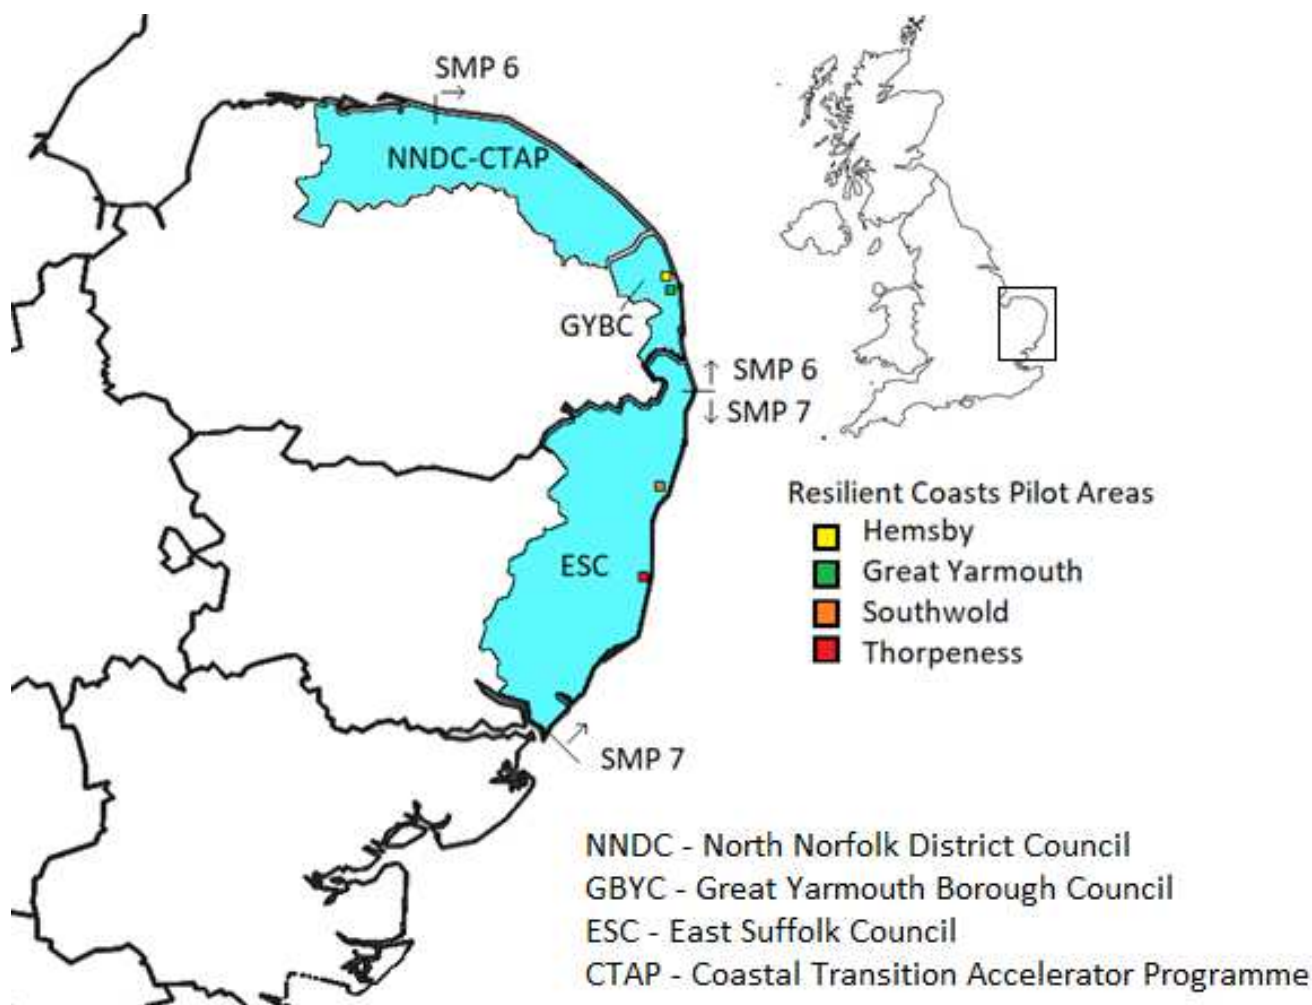 SMP 6
NNDC-CTAP
GYBC
SMP 6
SMP 7
ESC
SMP 7
Resilient Coasts Pilot Areas
Hemsby
Great Yarmouth
Southwold
Thorpeness
NNDC - North Norfolk District Council
GBYC - Great Yarmouth Borough Council
ESC - East Suffolk Council
CTAP - Coastal Transition Accelerator Programme